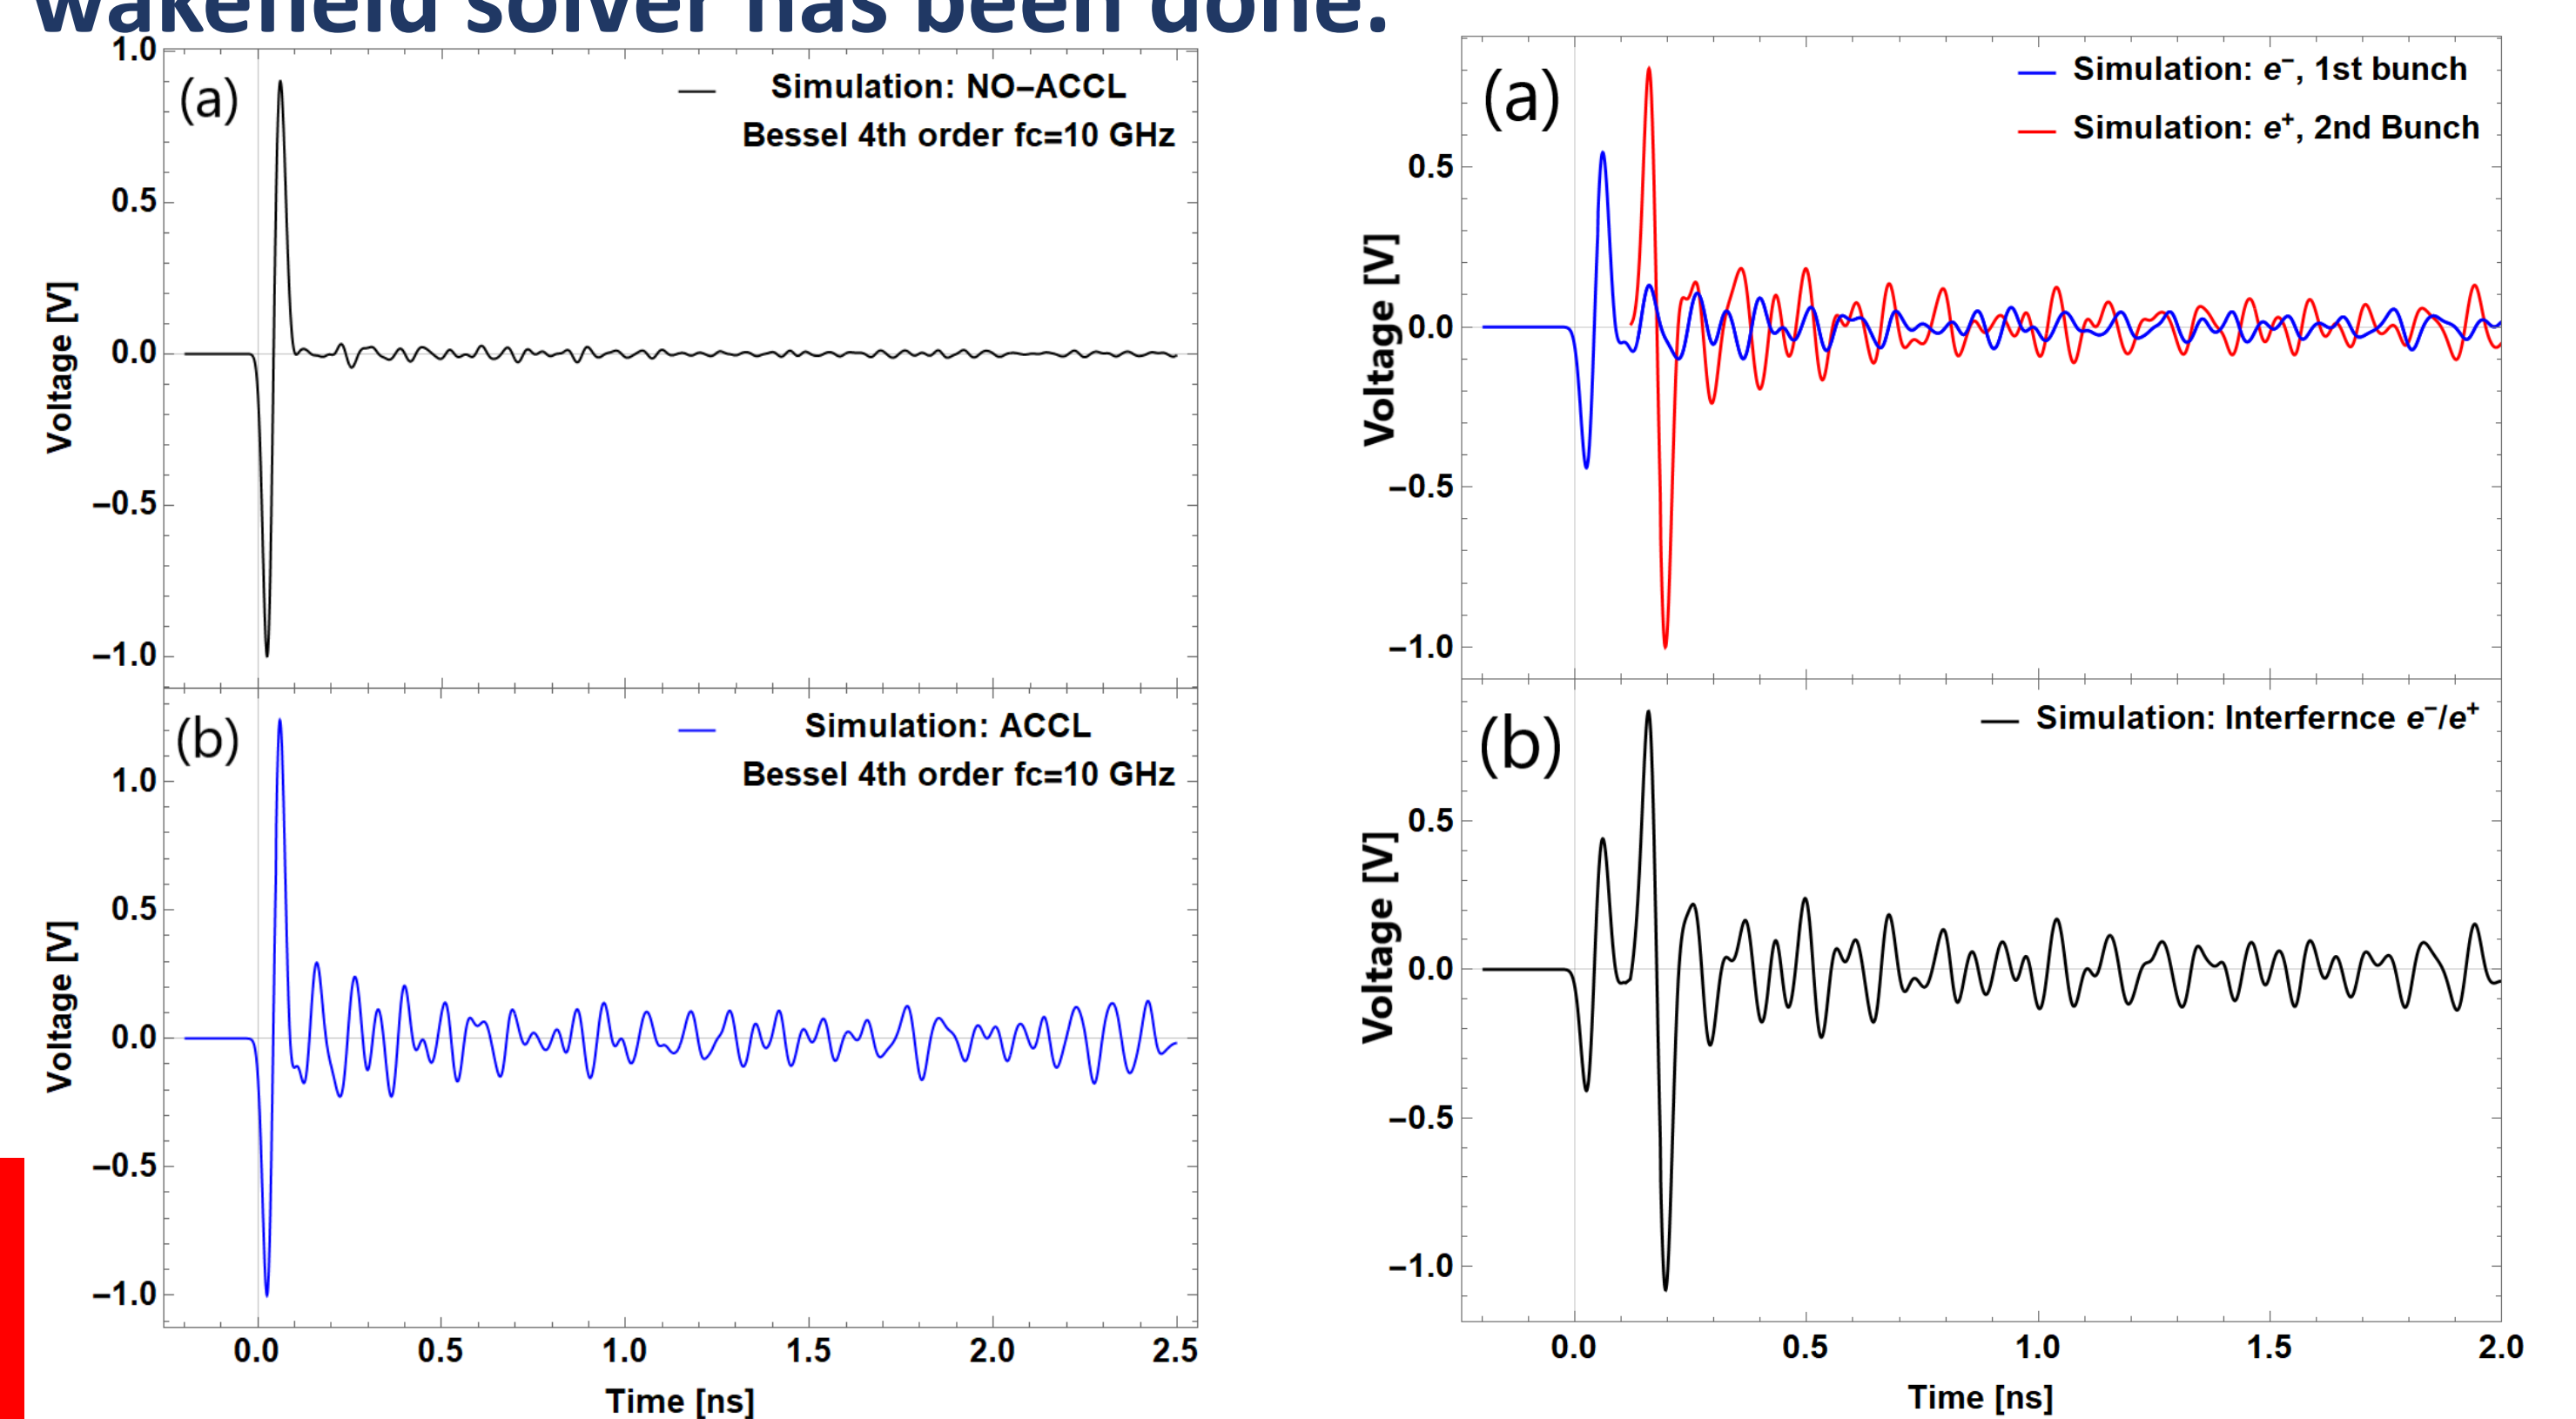 wakefield solver has been done.
(a)
Simulation: NO–ACCL
Bessel 4th order fc=10 GHz
Voltage [V]
1.0
0.5
0.0
–0.5
–1.0
(b)
Simulation: ACCL
Bessel 4th order fc=10 GHz
Voltage [V]
1.0
0.5
0.0
–0.5
–1.0
0.0 0.5 1.0 1.5 2.0 2.5
Time [ns]
(a)
Simulation: e⁻, 1st bunch
Simulation: e⁺, 2nd Bunch
Voltage [V]
0.5
0.0
–0.5
–1.0
(b)
Simulation: Interfernce e⁻/e⁺
Voltage [V]
0.5
0.0
–0.5
–1.0
0.0 0.5 1.0 1.5 2.0
Time [ns]